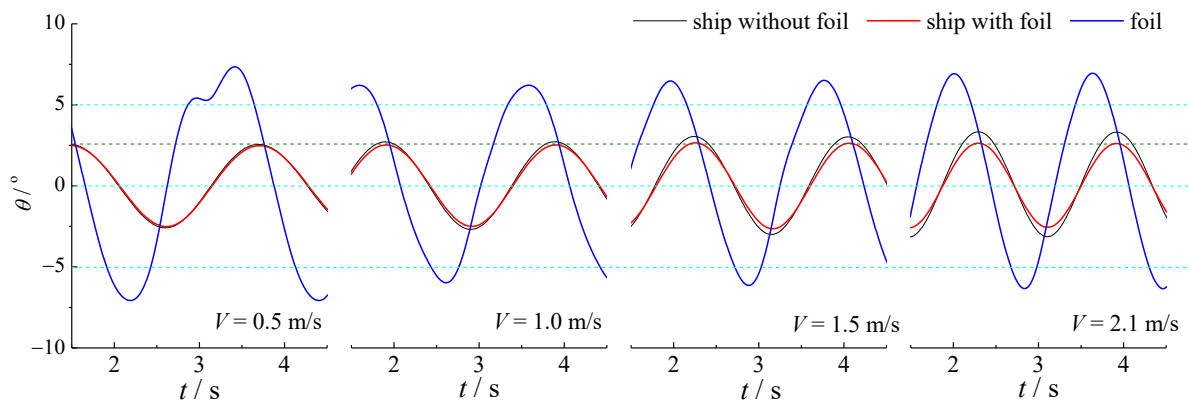 10
5
0
−5
−10
θ / °
ship without foil ship with foil foil
V = 0.5 m/s V = 1.0 m/s V = 1.5 m/s V = 2.1 m/s
2 3 4 2 3 4 2 3 4 2 3 4
t / s t / s t / s t / s